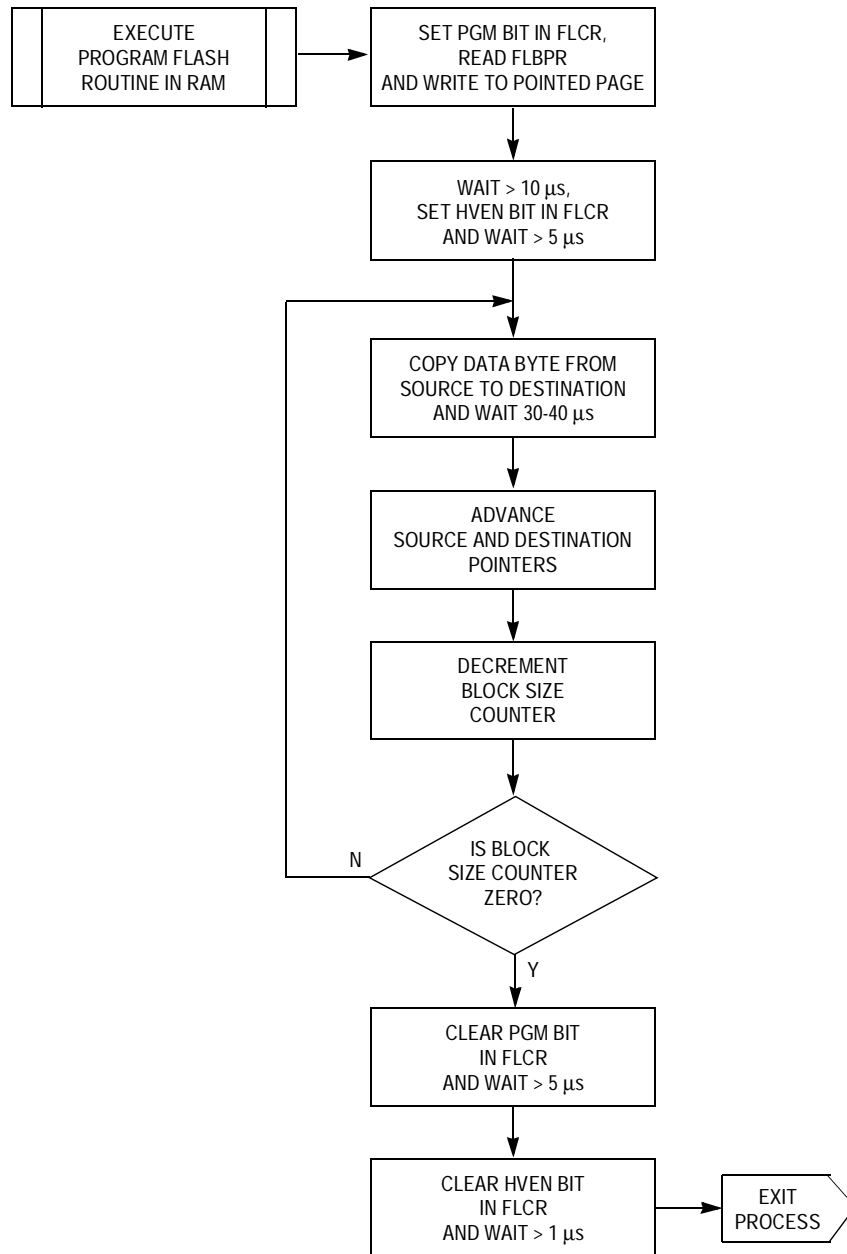 EXECUTE
PROGRAM FLASH
ROUTINE IN RAM
SET PGM BIT IN FLCR,
READ FLBPR
AND WRITE TO POINTED PAGE
WAIT > 10 µs,
SET HVEN BIT IN FLCR
AND WAIT > 5 µs
COPY DATA BYTE FROM
SOURCE TO DESTINATION
AND WAIT 30-40 µs
ADVANCE
SOURCE AND DESTINATION
POINTERS
DECREMENT
BLOCK SIZE
COUNTER
IS BLOCK
SIZE COUNTER
ZERO?
N
Y
CLEAR PGM BIT
IN FLCR
AND WAIT > 5 µs
CLEAR HVEN BIT
IN FLCR
AND WAIT > 1 µs
EXIT
PROCESS